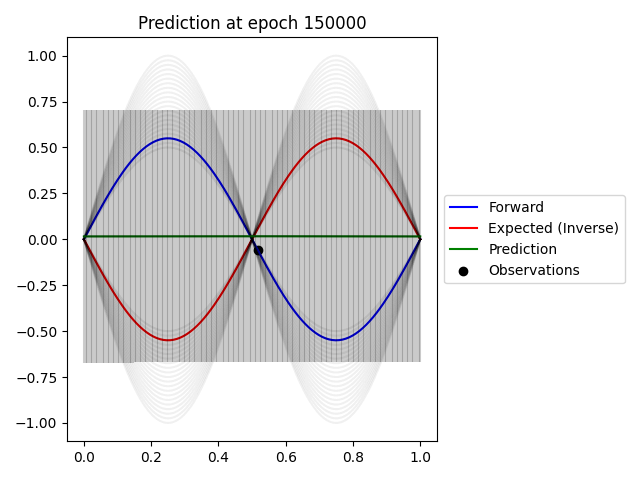 Prediction at epoch 150000
1.00
0.75
0.50
0.25
0.00
−0.25
−0.50
−0.75
−1.00
0.0 0.2 0.4 0.6 0.8 1.0
Forward
Expected (Inverse)
Prediction
Observations